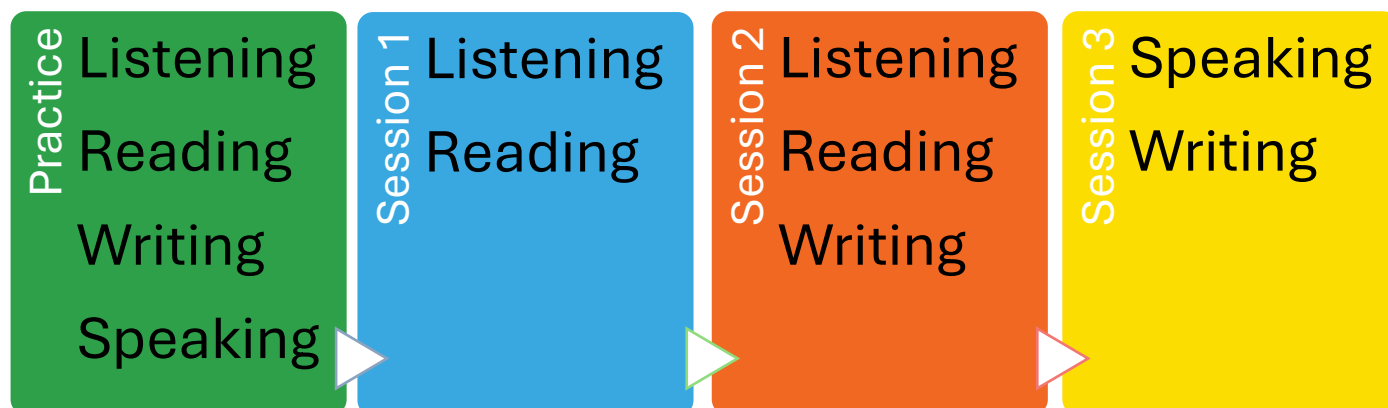 Practice
Listening
Reading
Writing
Speaking
Session 1
Listening
Reading
Session 2
Listening
Reading
Writing
Session 3
Speaking
Writing